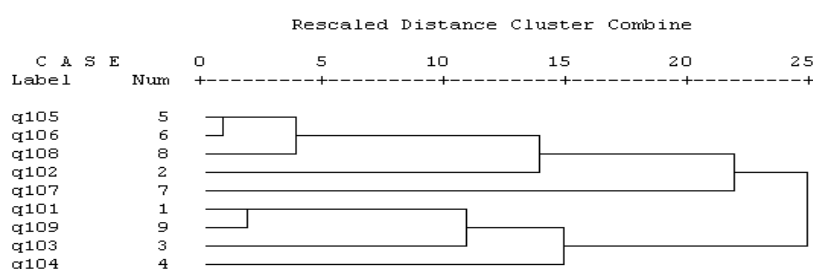 Rescaled Distance Cluster Combine
C A S E 0 5 10 15 20 25
Label Num +---------+---------+---------+---------+---------+
q105 5
q106 6
q108 8
q102 2
q107 7
q101 1
q109 9
q103 3
q104 4